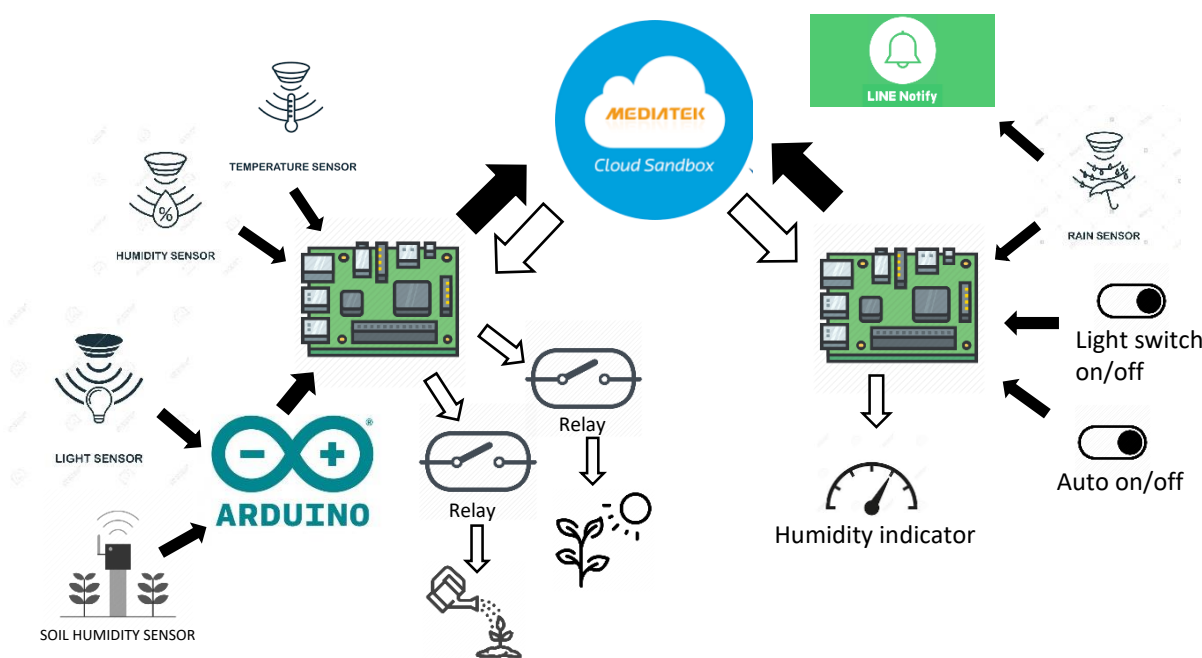 LINE Notify
MEDIATEK
Cloud Sandbox
TEMPERATURE SENSOR
%
HUMIDITY SENSOR
RAIN SENSOR
Light switch
on/off
Relay
LIGHT SENSOR
ARDUINO
®
Relay
Auto on/off
Humidity indicator
SOIL HUMIDITY SENSOR